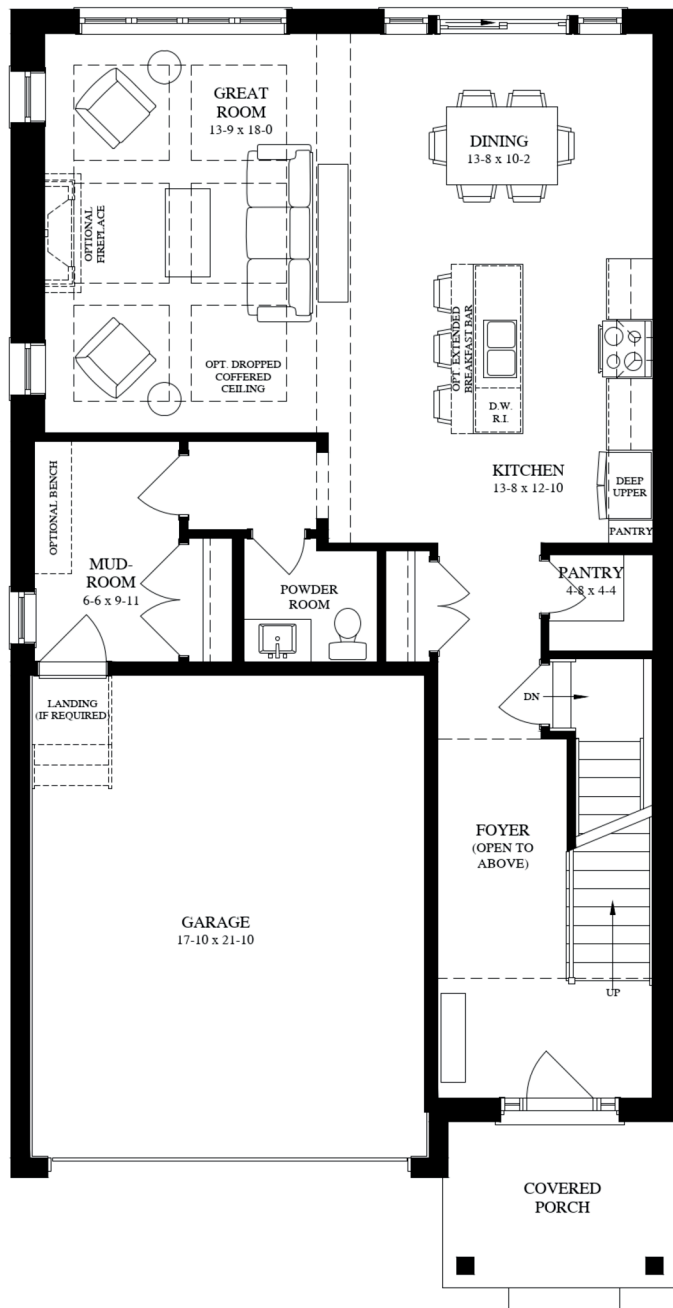 GREAT
ROOM
13-9 x 18-0
DINING
13-8 x 10-2
OPTIONAL
FIREPLACE
OPT. EXTENDED
BREAKFAST BAR
OPT. DROPPED
COFFERED
CEILING
D.W.
R.I.
KITCHEN
13-8 x 12-10
DEEP
UPPER
PANTRY
OPTIONAL BENCH
MUD-
ROOM
6-6 x 9-11
POWDER
ROOM
PANTRY
4-8 x 4-4
LANDING
(IF REQUIRED)
DN
FOYER
(OPEN TO
ABOVE)
GARAGE
17-10 x 21-10
UP
COVERED
PORCH